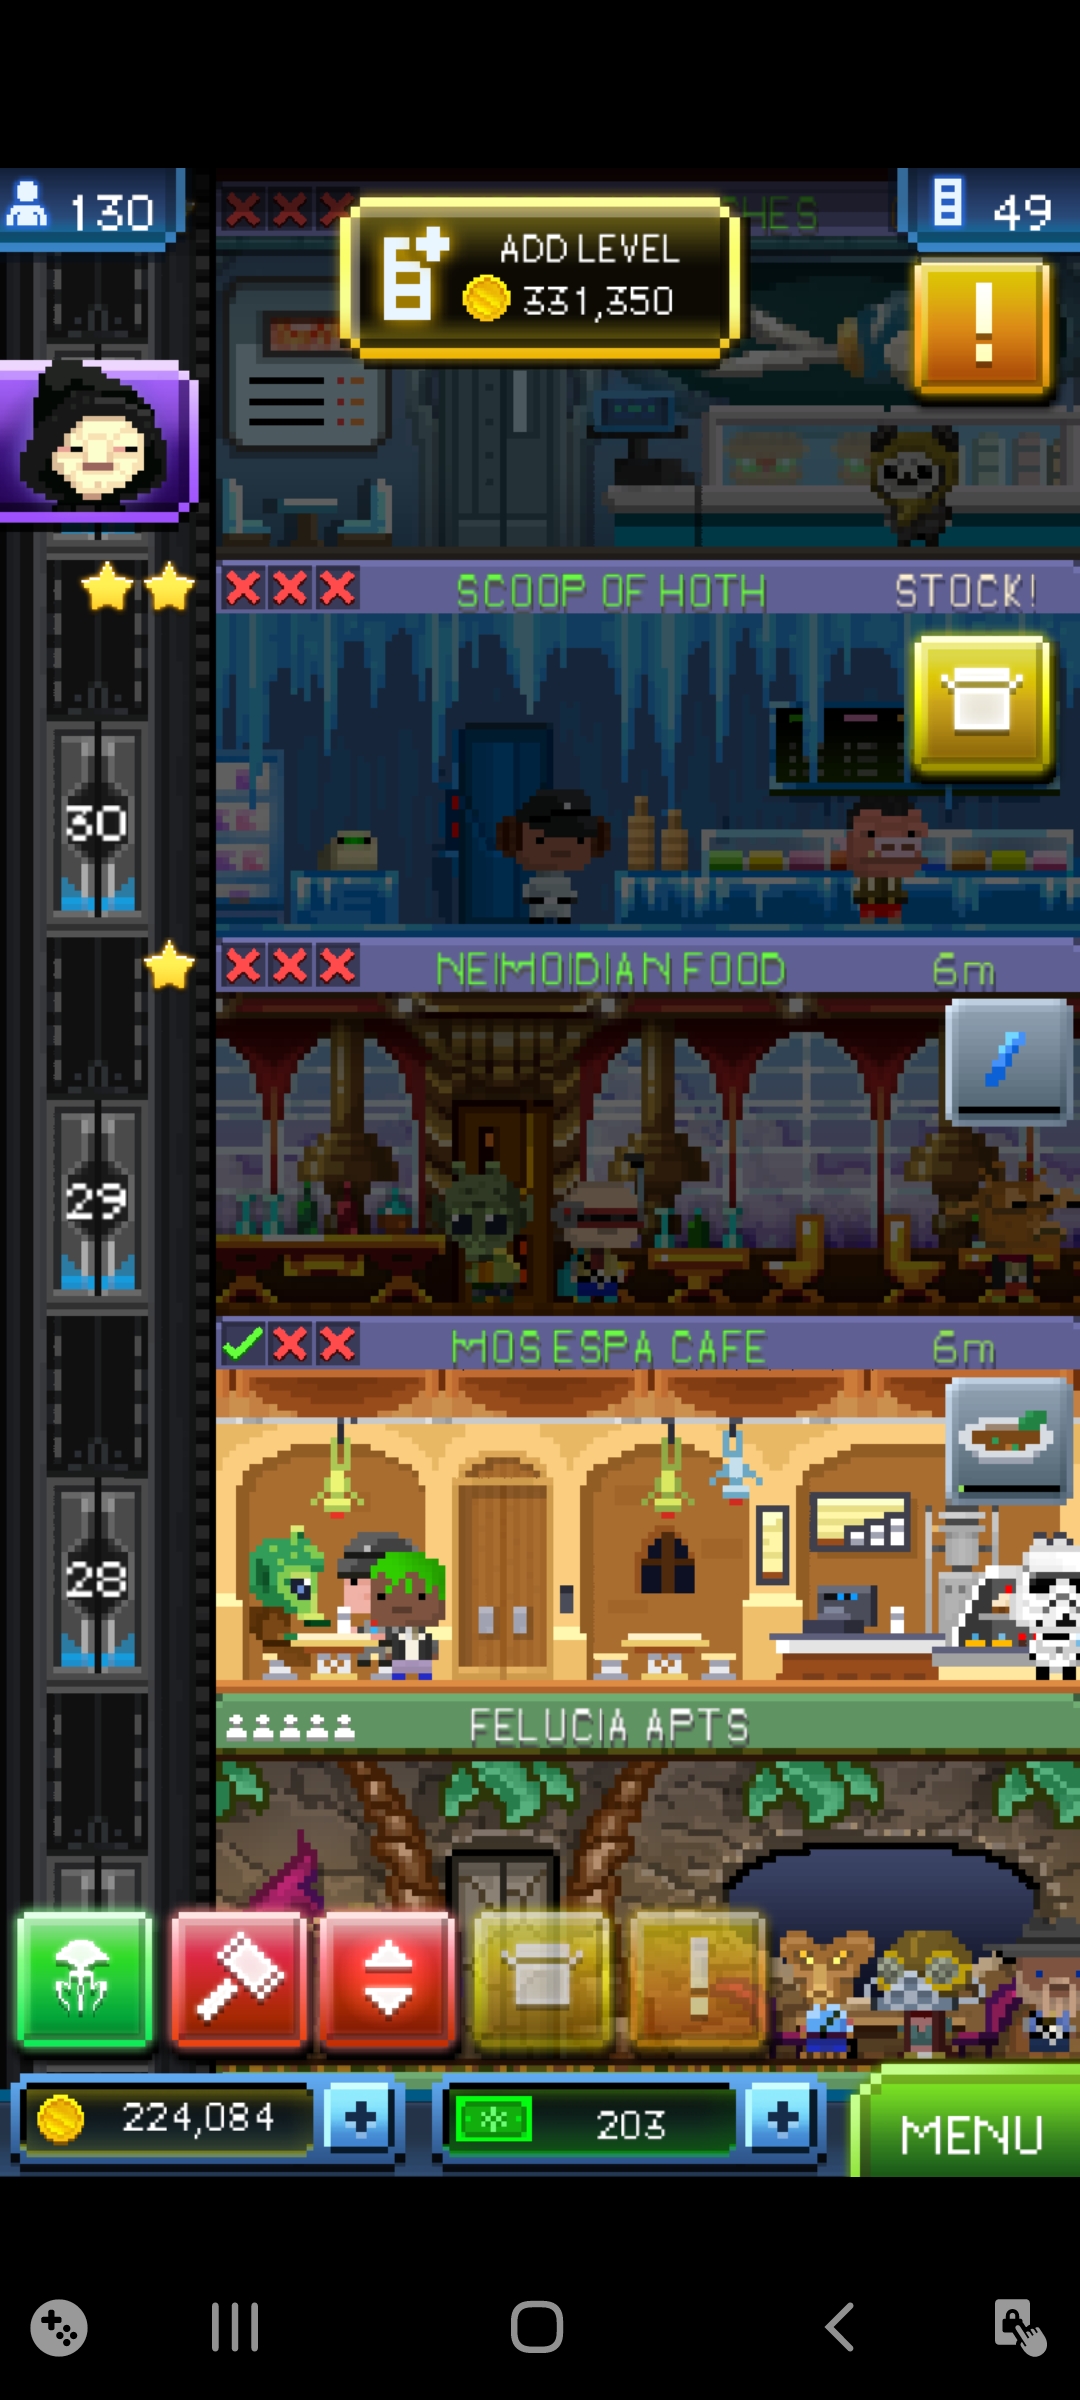 130
49
ADD LEVEL
331,350
SCOOP OF HOTH STOCK!
30
NEIMOIDIAN FOOD 6m
29
MOS ESPA CAFE 6m
28
FELUCIA APTS
224,084
203
MENU